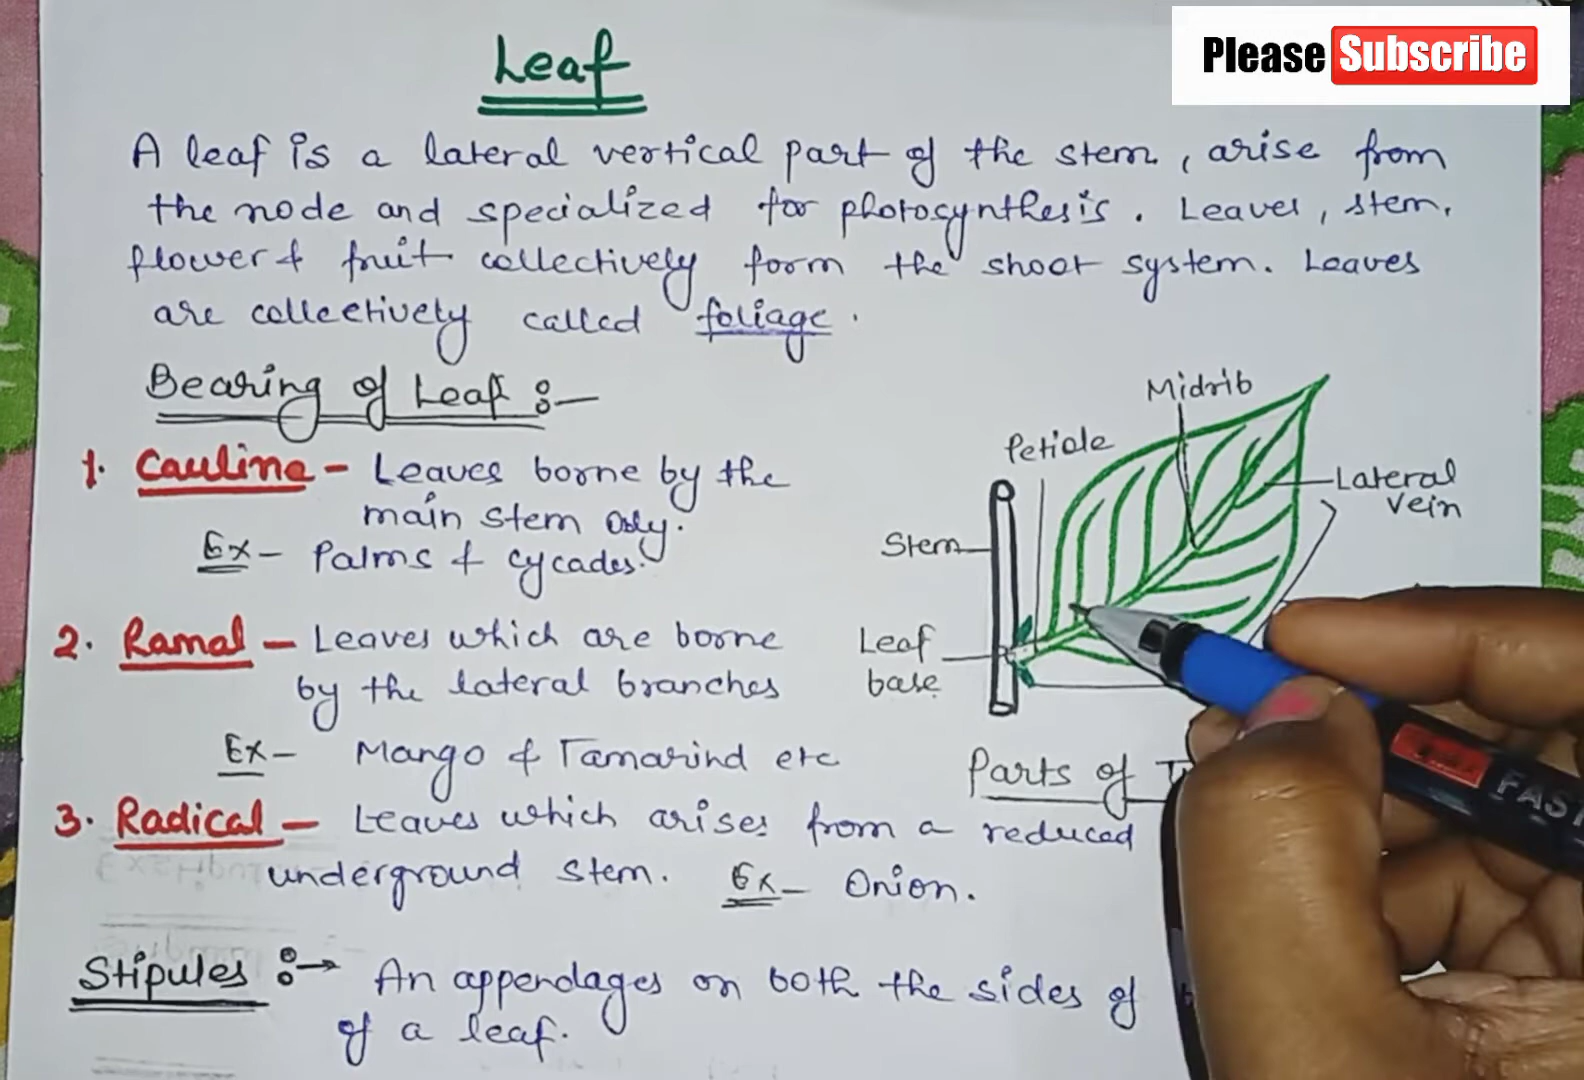 Please Subscribe
Leaf
A leaf is a lateral vertical part of the stem, arise from
the node and specialized for photosynthesis. Leaves, stem,
flower & fruit collectively form the shoot system. Leaves
are collectively called foliage.
Bearing of Leaf :-
1. Cauline - Leaves borne by the
main stem only.
Ex - Palms & cycades.
2. Ramal - Leaves which are borne
by the lateral branches
Ex - Mango & Tamarind etc
3. Radical - Leaves which arises from a reduced
underground stem. Ex - Onion.
Stipules :→ An appendages on both the sides of
of a leaf.
Midrib
Petiole
Lateral
vein
Stem
Leaf
base
Parts of
FAST